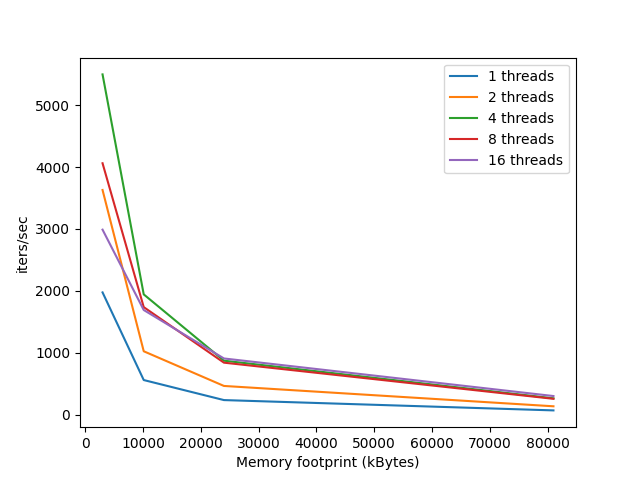 1 threads
2 threads
4 threads
8 threads
16 threads
5000
4000
3000
2000
1000
0
iters/sec
0 10000 20000 30000 40000 50000 60000 70000 80000
Memory footprint (kBytes)